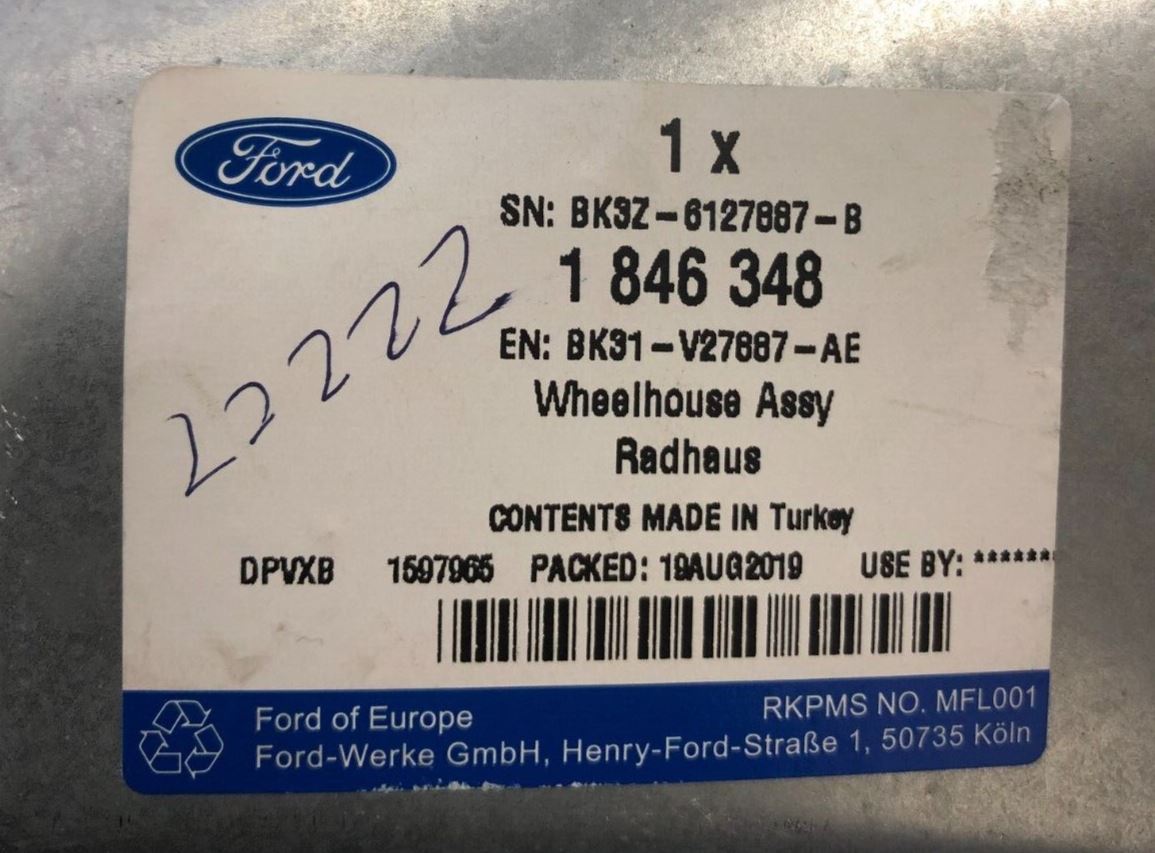 Ford
1 x
SN: BK3Z-6127887-B
1 846 348
EN: BK31-V27887-AE
Wheelhouse Assy
Radhaus
CONTENTS MADE IN Turkey
DPVXB 1597965 PACKED: 19AUG2019 USE BY: *******
Ford of Europe
RKPMS NO. MFL001
Ford-Werke GmbH, Henry-Ford-Straße 1, 50735 Köln